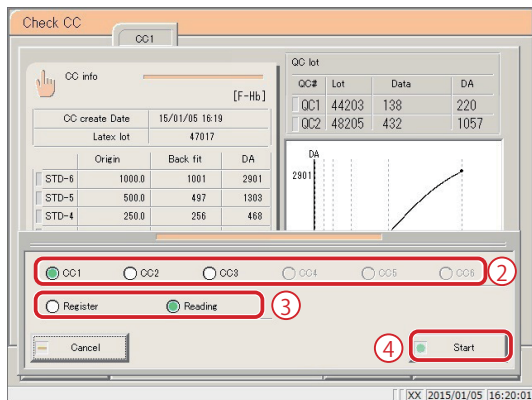 Check CC
CC1
CC info
[F-Hb]
CC create Date 15/01/05 16:19
Latex lot 47017
Origin Back fit DA
STD-6 1000.0 1001 2901
STD-5 500.0 497 1303
STD-4 250.0 256 468
QC lot
QC# Lot Data DA
QC1 44203 138 220
QC2 48205 432 1057
DA
2901
CC1 CC2 CC3 CC4 CC5 CC6 2
Register Reading 3
Cancel 4 Start
XX 2015/01/05 16:20:01